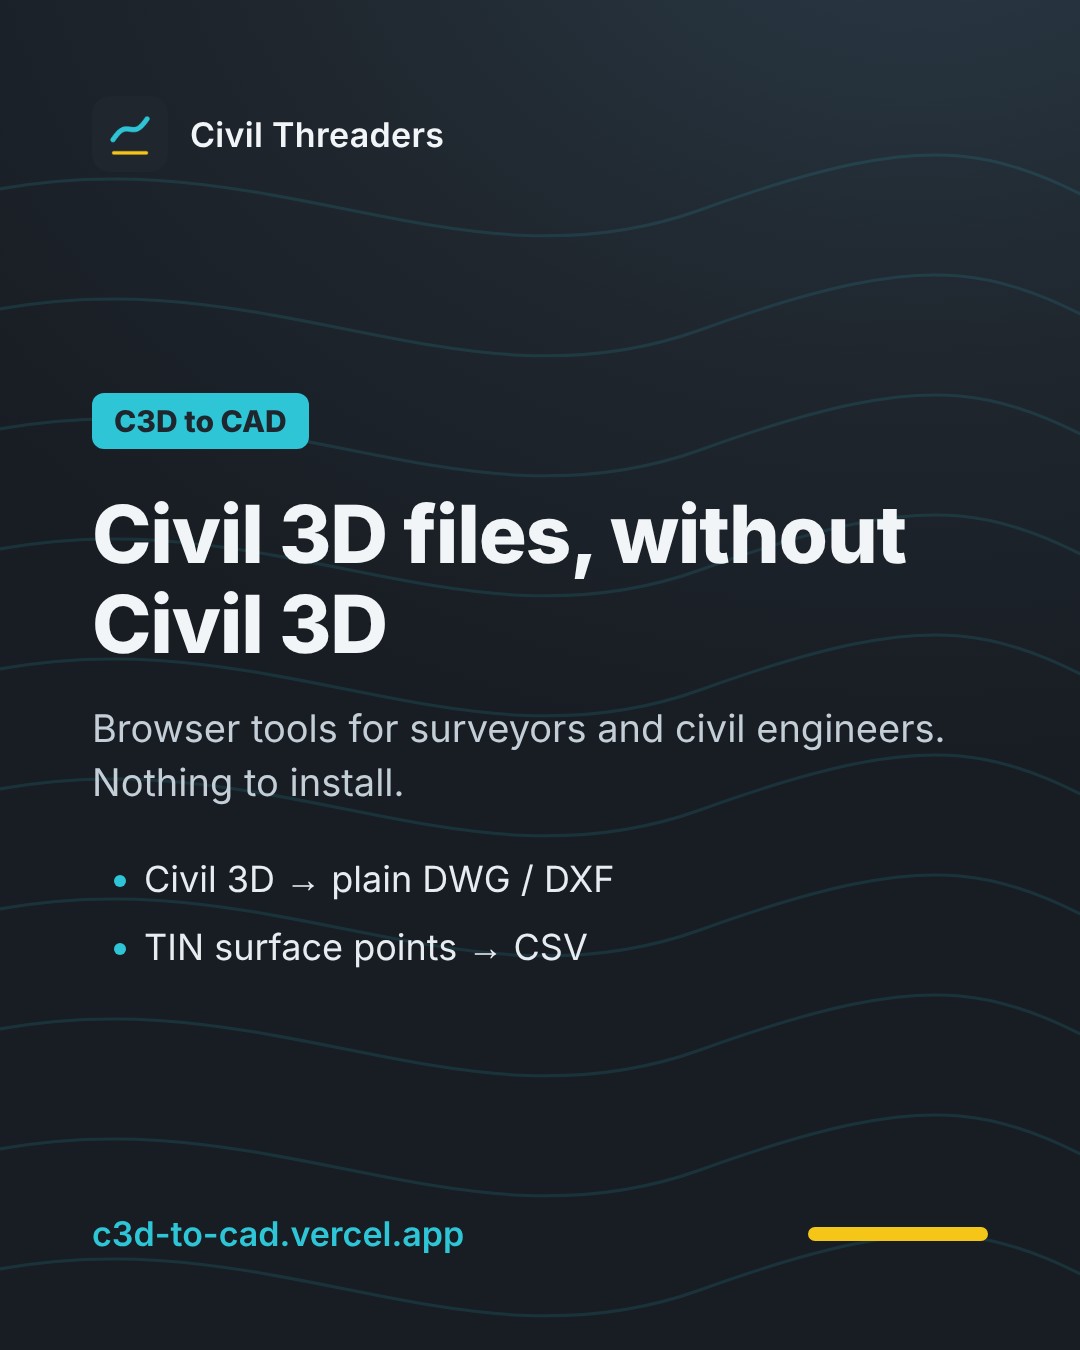 Civil Threaders
C3D to CAD
Civil 3D files, without
Civil 3D
Browser tools for surveyors and civil engineers.
Nothing to install.
• Civil 3D → plain DWG / DXF
• TIN surface points → CSV
c3d-to-cad.vercel.app